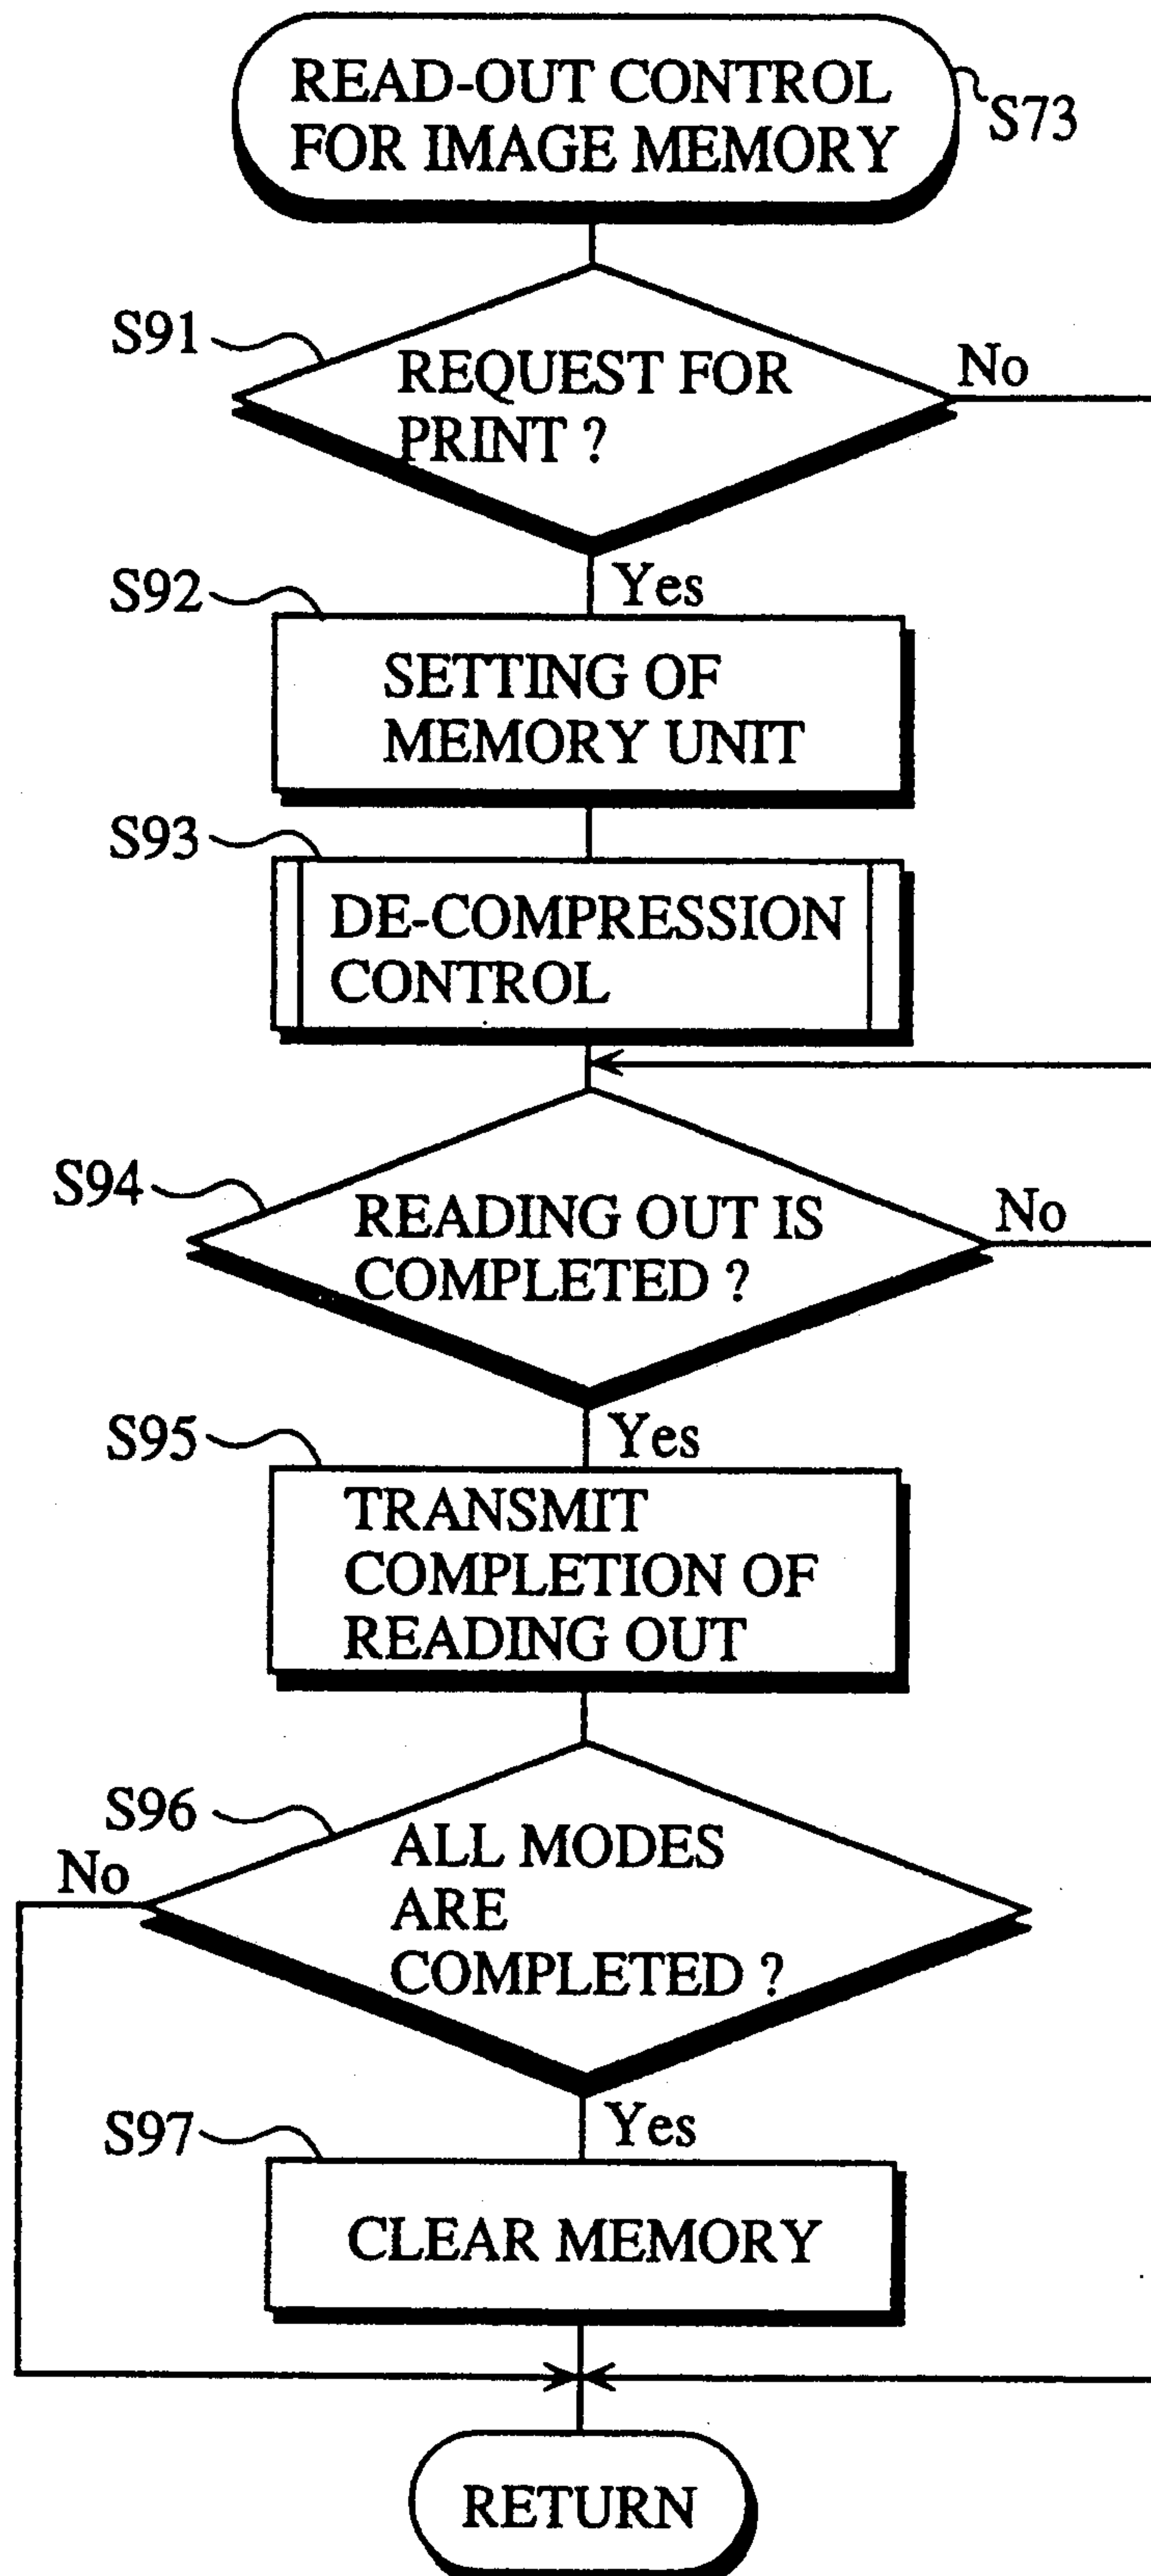 READ-OUT CONTROL
FOR IMAGE MEMORY
S73
S91
REQUEST FOR
PRINT ?
No
Yes
S92
SETTING OF
MEMORY UNIT
S93
DE-COMPRESSION
CONTROL
S94
READING OUT IS
COMPLETED ?
No
Yes
S95
TRANSMIT
COMPLETION OF
READING OUT
S96
No
ALL MODES
ARE
COMPLETED ?
Yes
S97
CLEAR MEMORY
RETURN